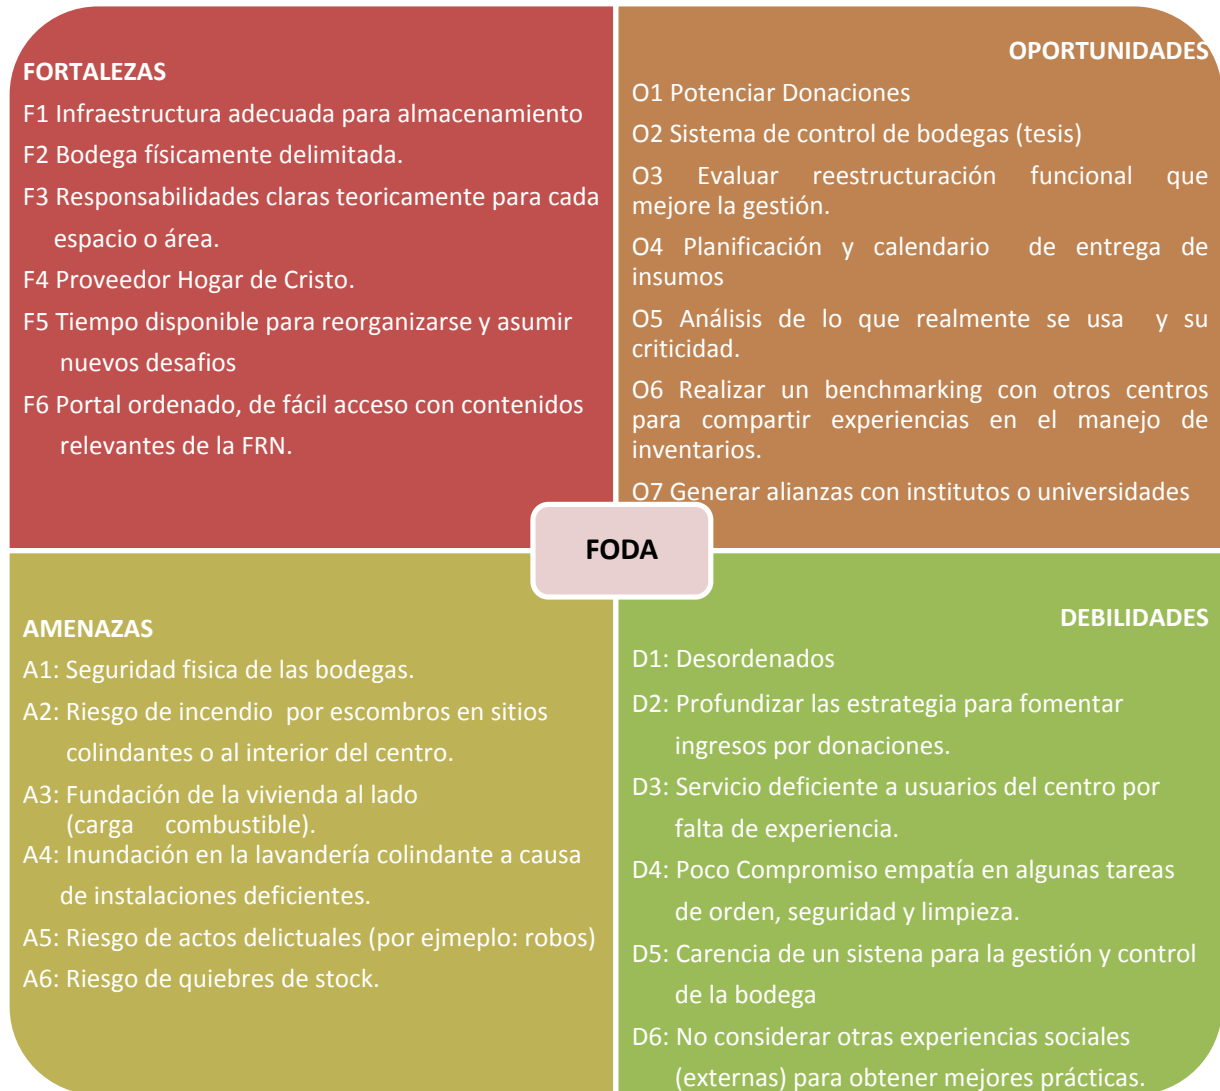 FORTALEZAS
F1 Infraestructura adecuada para almacenamiento
F2 Bodega físicamente delimitada.
F3 Responsabilidades claras teoricamente para cada
espacio o área.
F4 Proveedor Hogar de Cristo.
F5 Tiempo disponible para reorganizarse y asumir
nuevos desafios
F6 Portal ordenado, de fácil acceso con contenidos
relevantes de la FRN.
OPORTUNIDADES
O1 Potenciar Donaciones
O2 Sistema de control de bodegas (tesis)
O3 Evaluar reestructuración funcional que
mejore la gestión.
O4 Planificación y calendario de entrega de
insumos
O5 Análisis de lo que realmente se usa y su
criticidad.
O6 Realizar un benchmarking con otros centros
para compartir experiencias en el manejo de
inventarios.
O7 Generar alianzas con institutos o universidades
FODA
AMENAZAS
A1: Seguridad fisica de las bodegas.
A2: Riesgo de incendio por escombros en sitios
colindantes o al interior del centro.
A3: Fundación de la vivienda al lado
(carga combustible).
A4: Inundación en la lavandería colindante a causa
de instalaciones deficientes.
A5: Riesgo de actos delictuales (por ejmeplo: robos)
A6: Riesgo de quiebres de stock.
DEBILIDADES
D1: Desordenados
D2: Profundizar las estrategia para fomentar
ingresos por donaciones.
D3: Servicio deficiente a usuarios del centro por
falta de experiencia.
D4: Poco Compromiso empatía en algunas tareas
de orden, seguridad y limpieza.
D5: Carencia de un sistena para la gestión y control
de la bodega
D6: No considerar otras experiencias sociales
(externas) para obtener mejores prácticas.